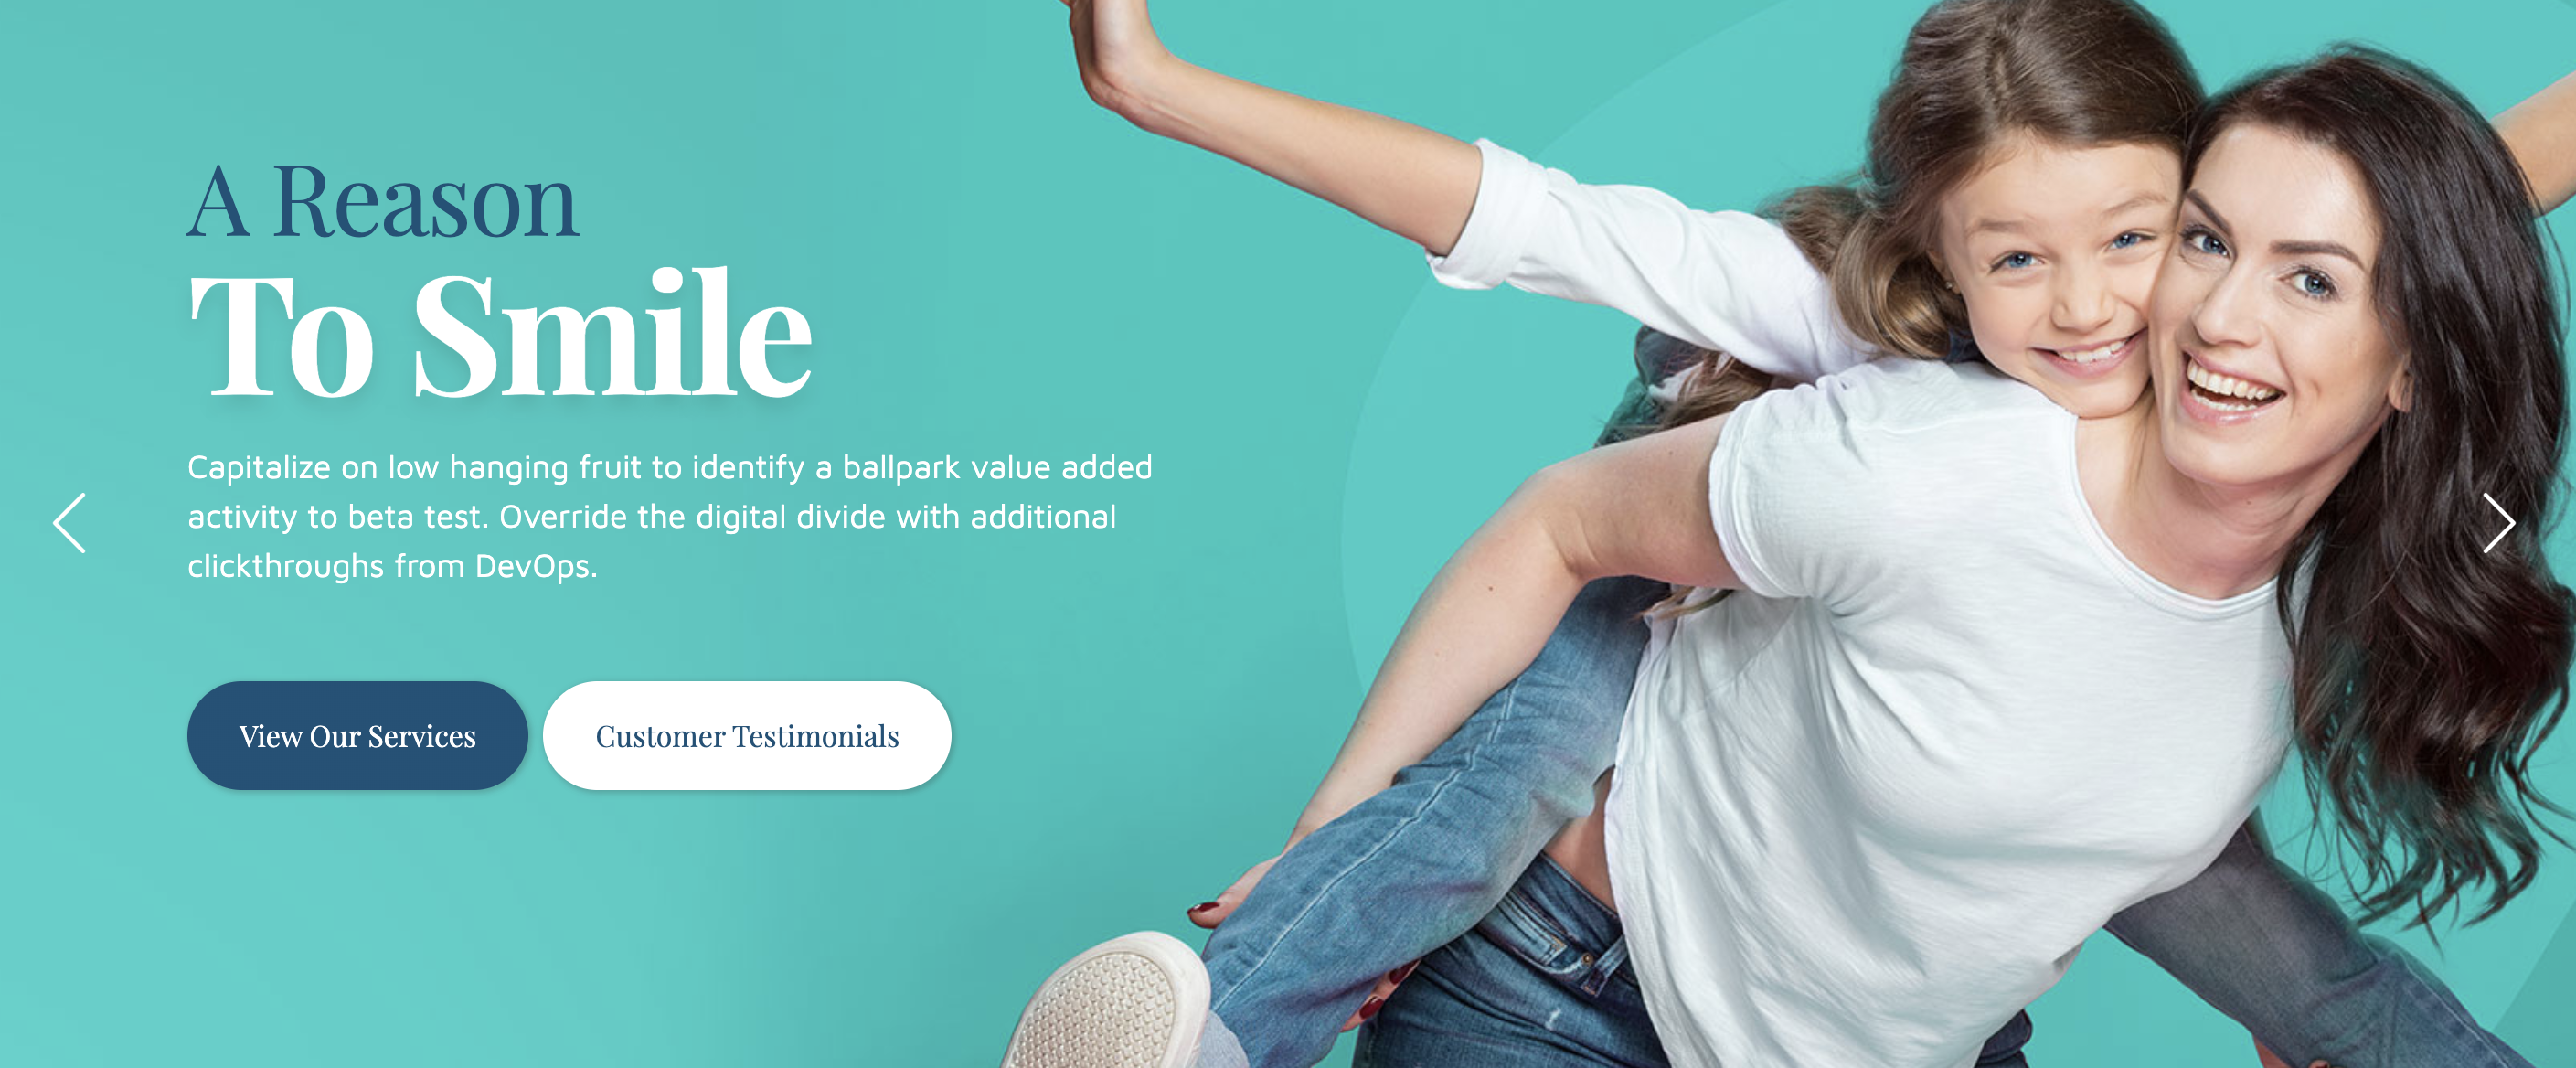 A Reason
To Smile
Capitalize on low hanging fruit to identify a ballpark value added
activity to beta test. Override the digital divide with additional
clickthroughs from DevOps.
View Our Services
Customer Testimonials